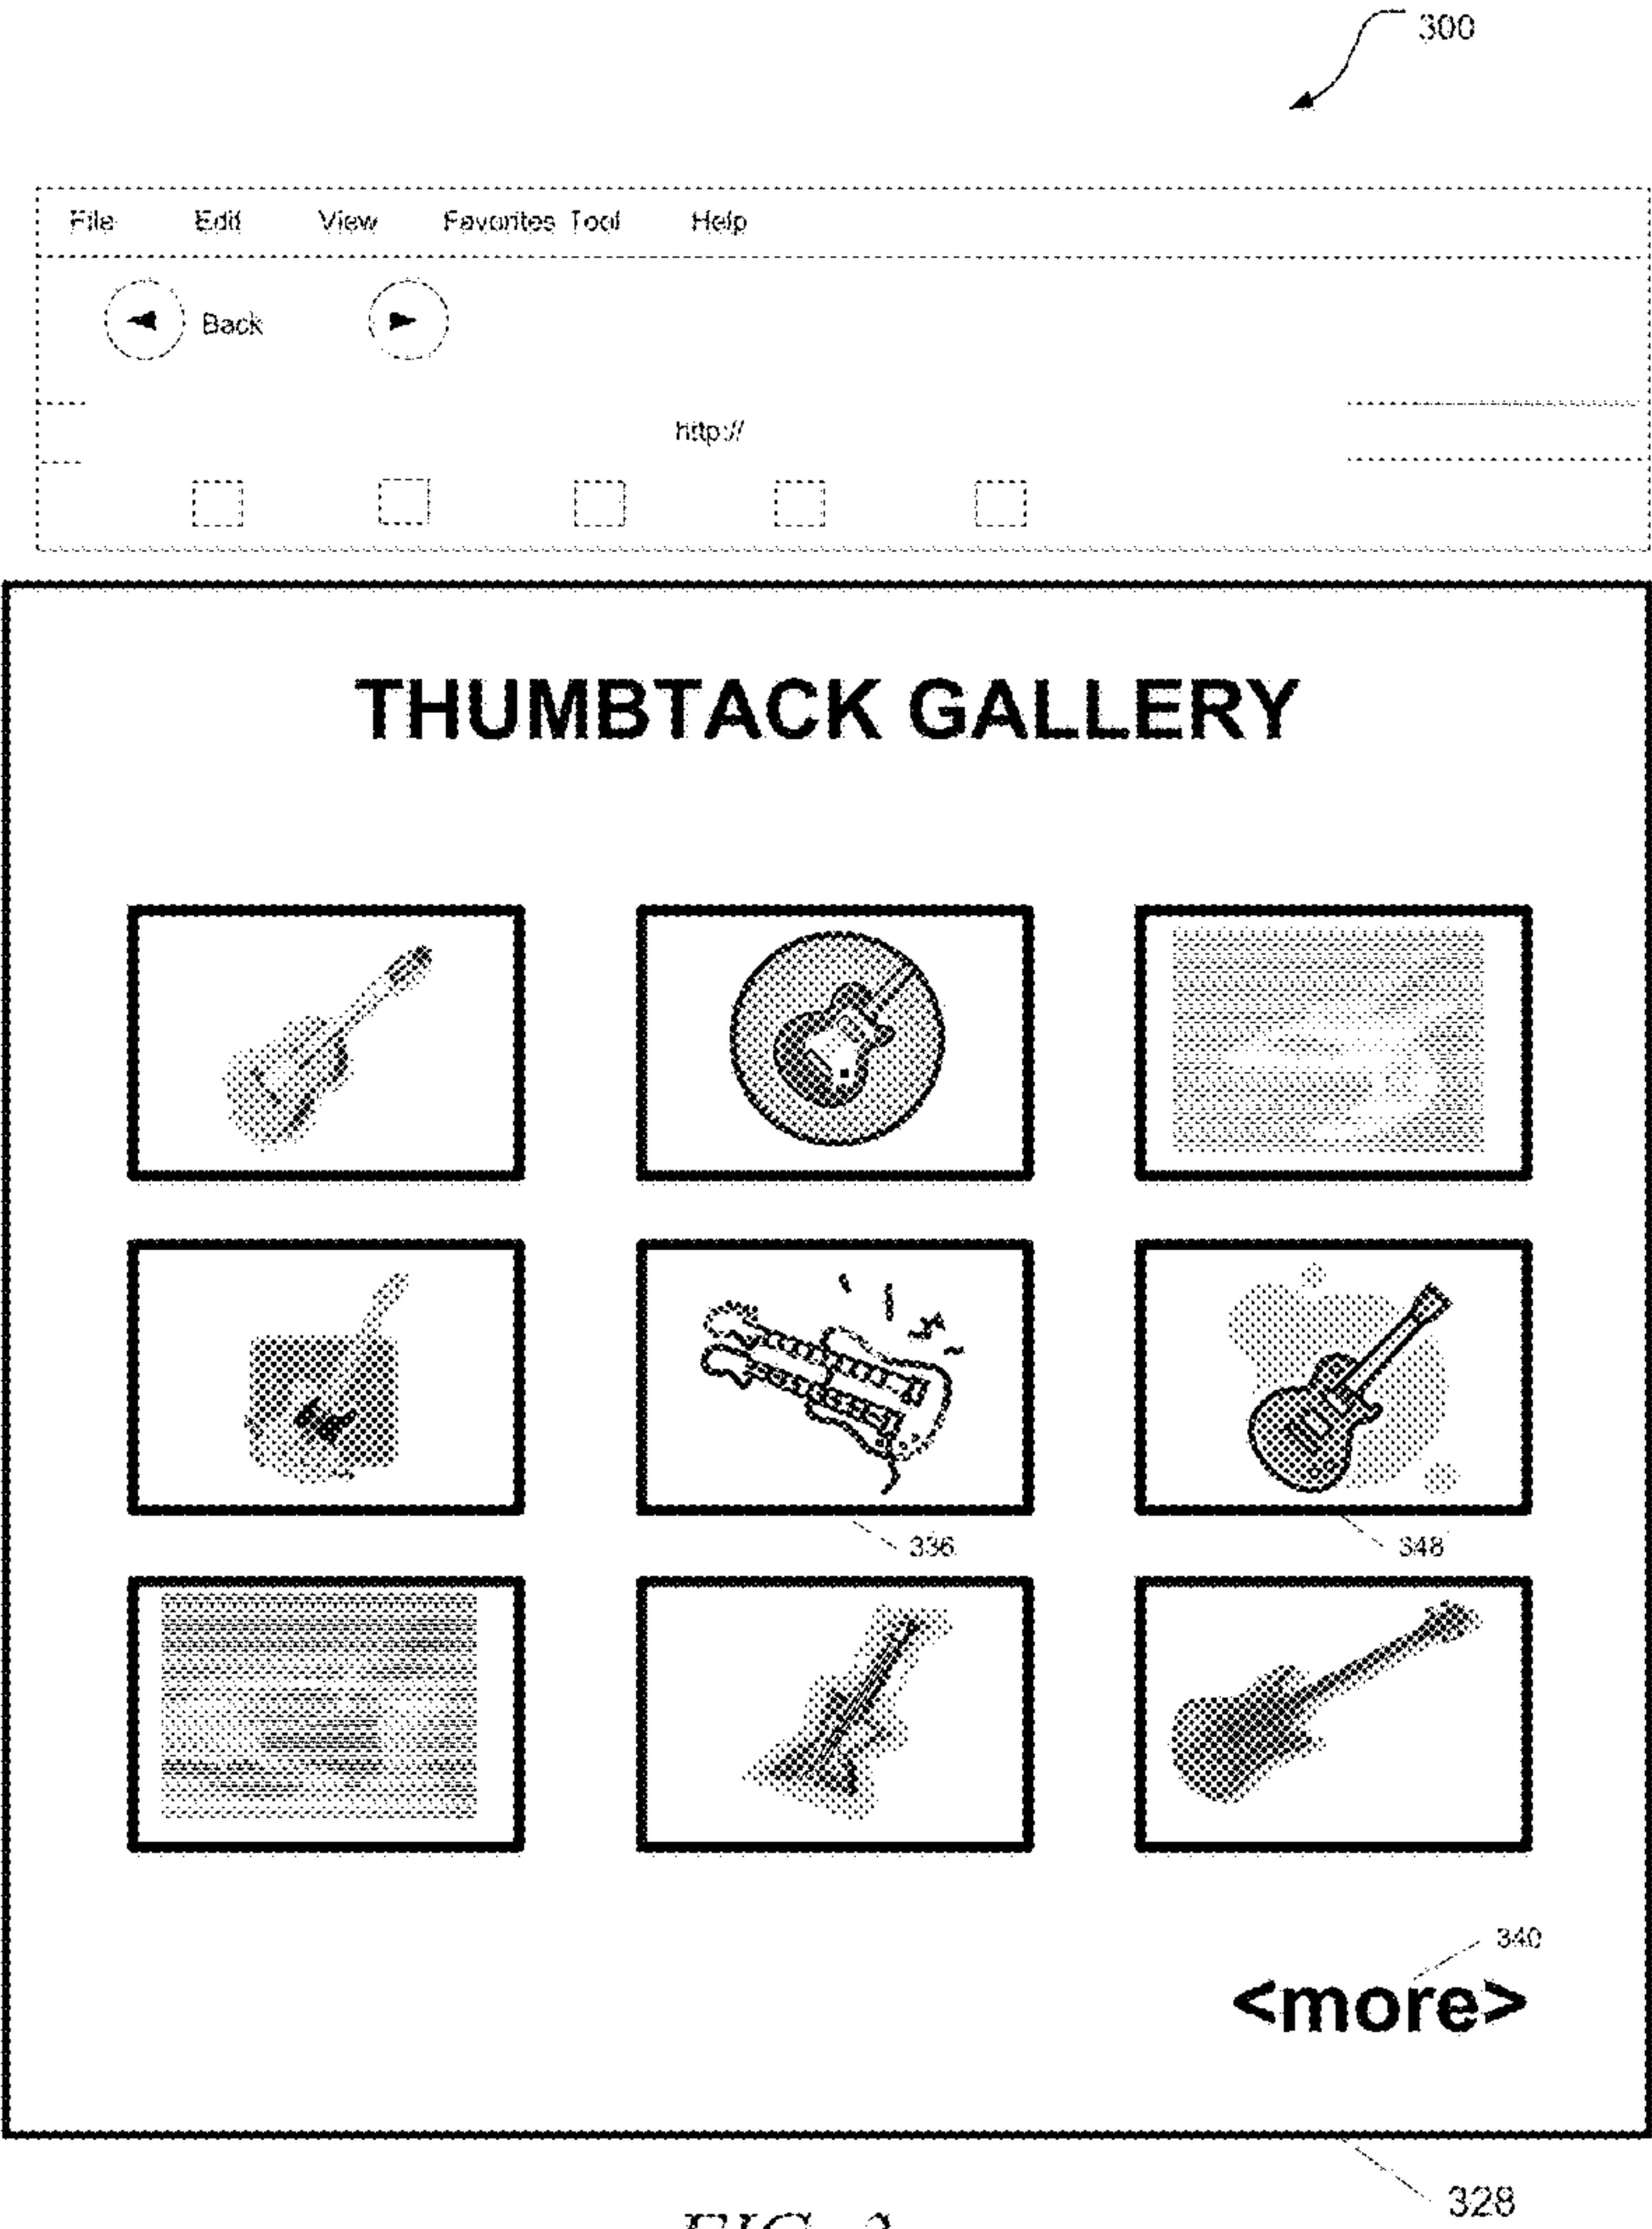 300
File Edit View Favorites Tool Help
Back
http://
THUMBTACK GALLERY
336 348
340
<more>
328